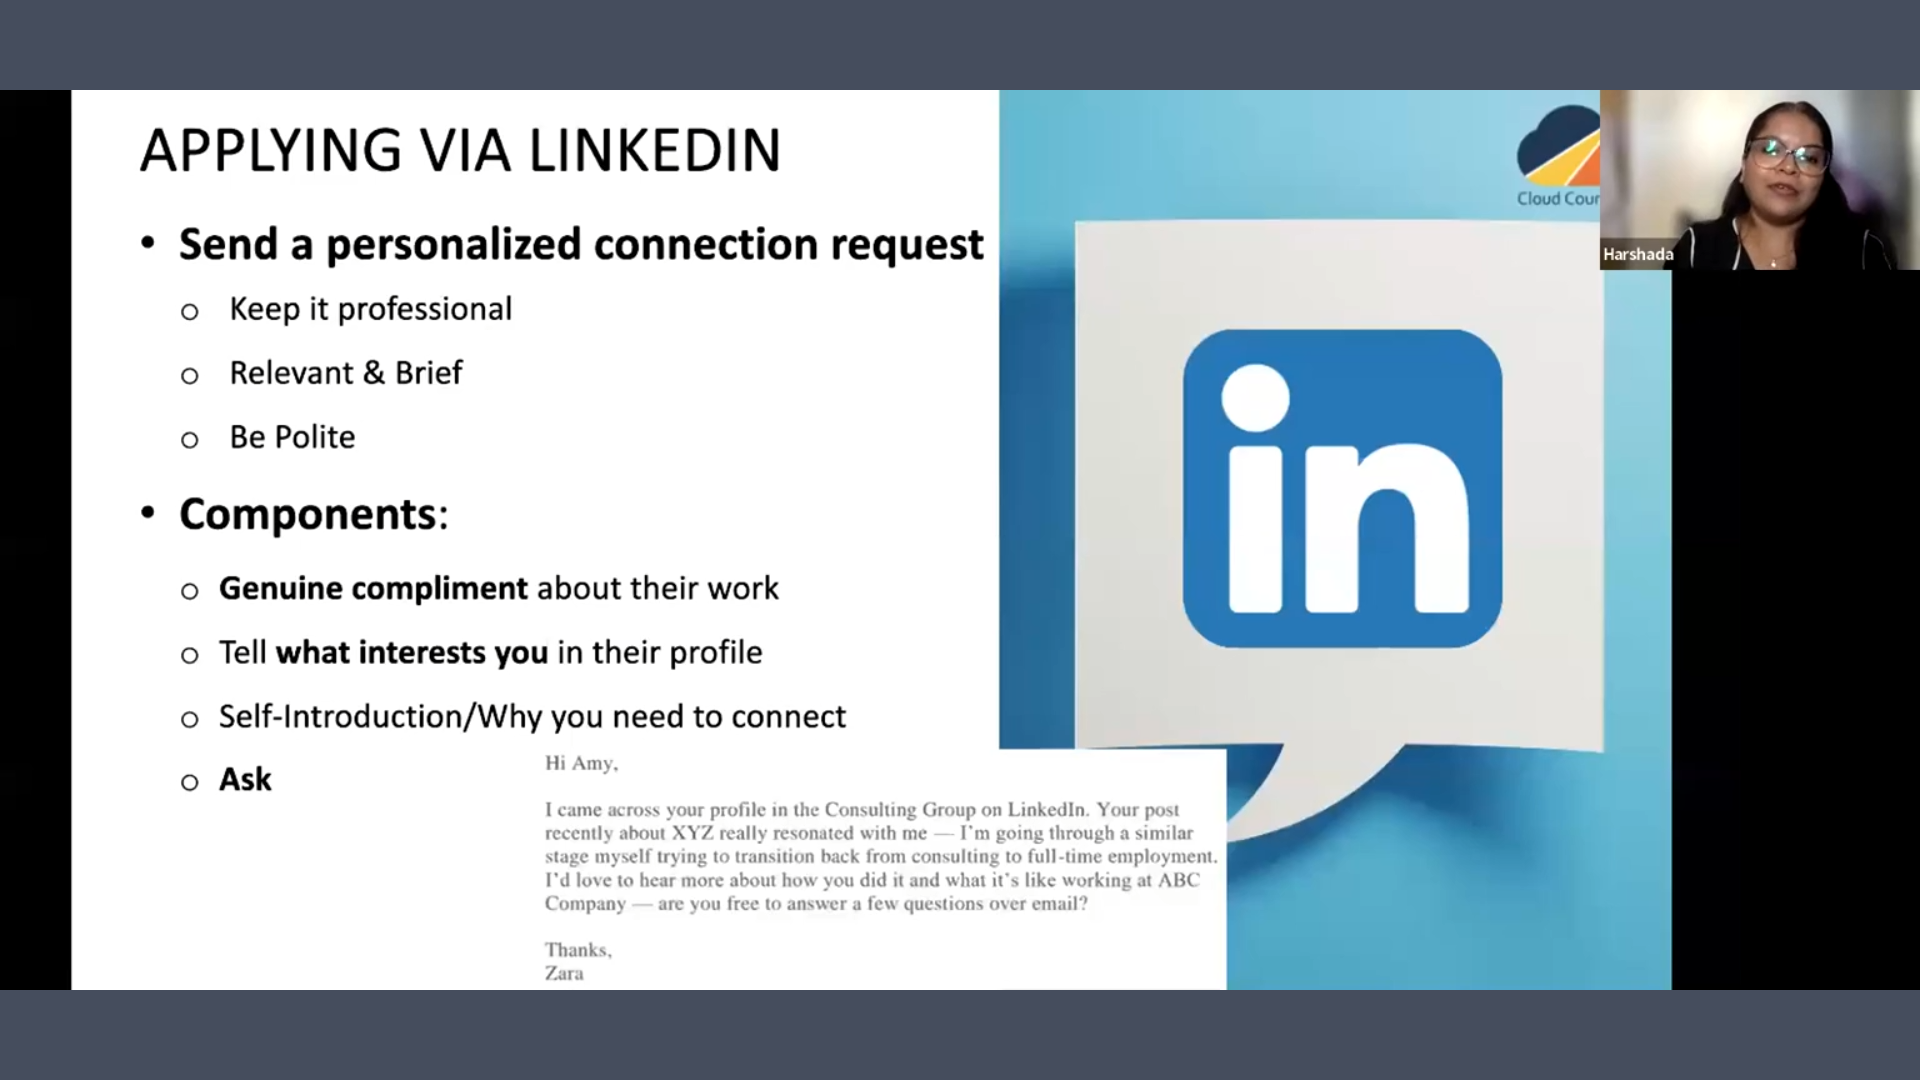 APPLYING VIA LINKEDIN
• Send a personalized connection request
o Keep it professional
o Relevant & Brief
o Be Polite
• Components:
o Genuine compliment about their work
o Tell what interests you in their profile
o Self-Introduction/Why you need to connect
o Ask
Hi Amy,
I came across your profile in the Consulting Group on LinkedIn. Your post
recently about XYZ really resonated with me — I'm going through a similar
stage myself trying to transition back from consulting to full-time employment.
I'd love to hear more about how you did it and what it's like working at ABC
Company — are you free to answer a few questions over email?
Thanks,
Zara
in
Cloud
Harshada